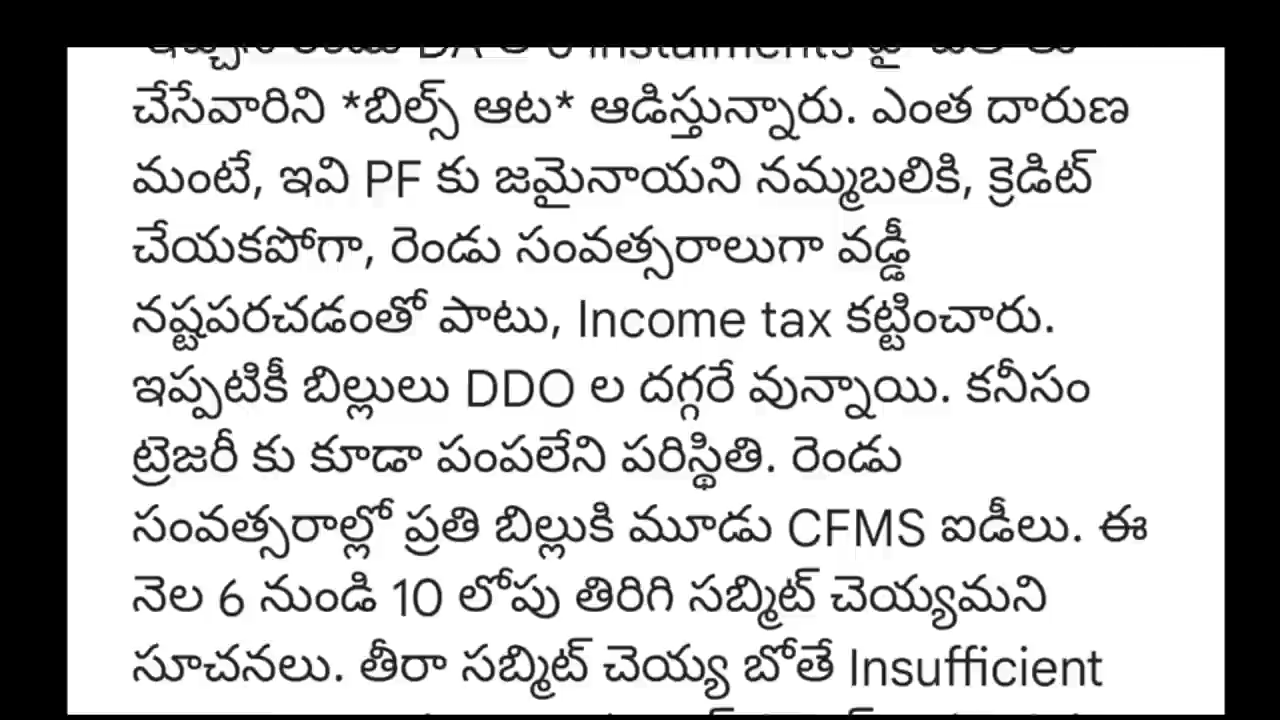 చేసేవారిని *బిల్స్ ఆట* ఆడిస్తున్నారు. ఎంత దారుణ
మంటే, ఇవి PF కు జమైనాయని నమ్మబలికి, క్రెడిట్
చేయకపోగా, రెండు సంవత్సరాలుగా వడ్డీ
నష్టపరచడంతో పాటు, Income tax కట్టించారు.
ఇప్పటికీ బిల్లులు DDO ల దగ్గరే వున్నాయి. కనీసం
ట్రెజరీ కు కూడా పంపలేని పరిస్థితి. రెండు
సంవత్సరాల్లో ప్రతి బిల్లుకి మూడు CFMS ఐడీలు. ఈ
నెల 6 నుండి 10 లోపు తిరిగి సబ్మిట్ చెయ్యమని
సూచనలు. తీరా సబ్మిట్ చెయ్య బోతే Insufficient